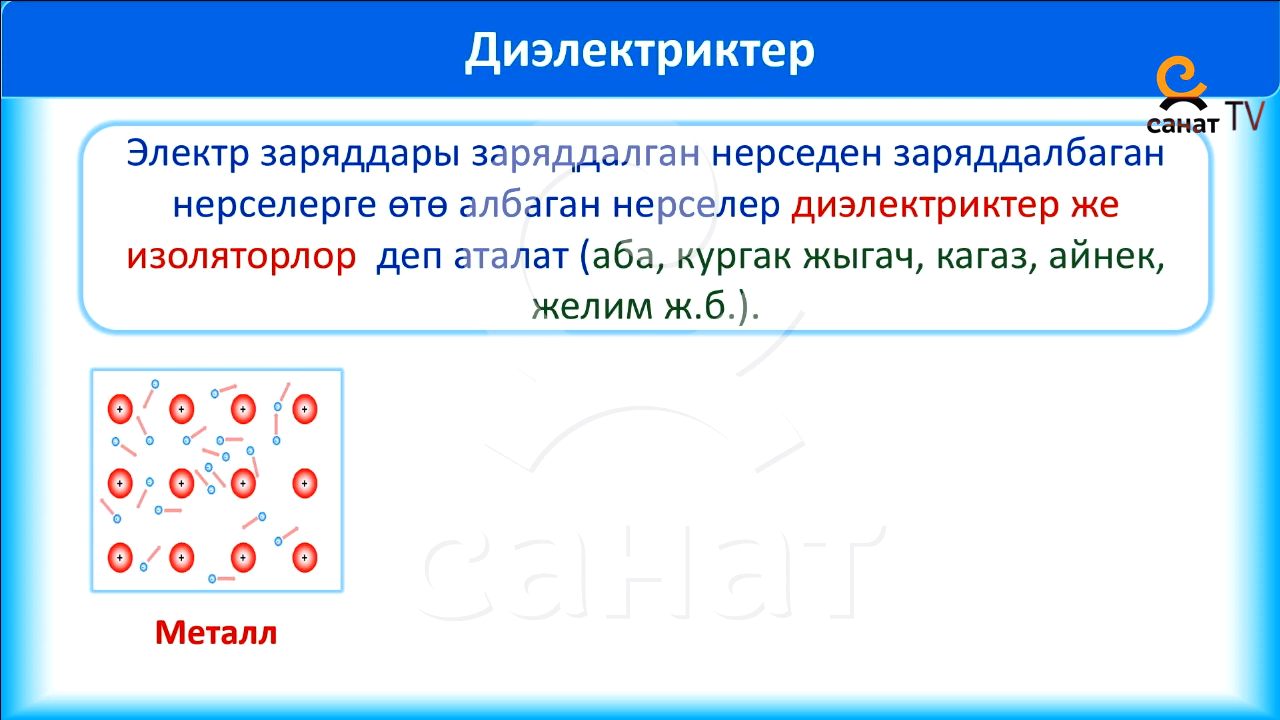 Диэлектриктер
санат TV
Электр заряддары заряддалган нерседен заряддалбаган
нерселерге өтө албаган нерселер диэлектриктер же
изоляторлор деп аталат (аба, кургак жыгач, кагаз, айнек,
желим ж.б.).
+ + + +
+ + + +
+ + + +
санат
Металл